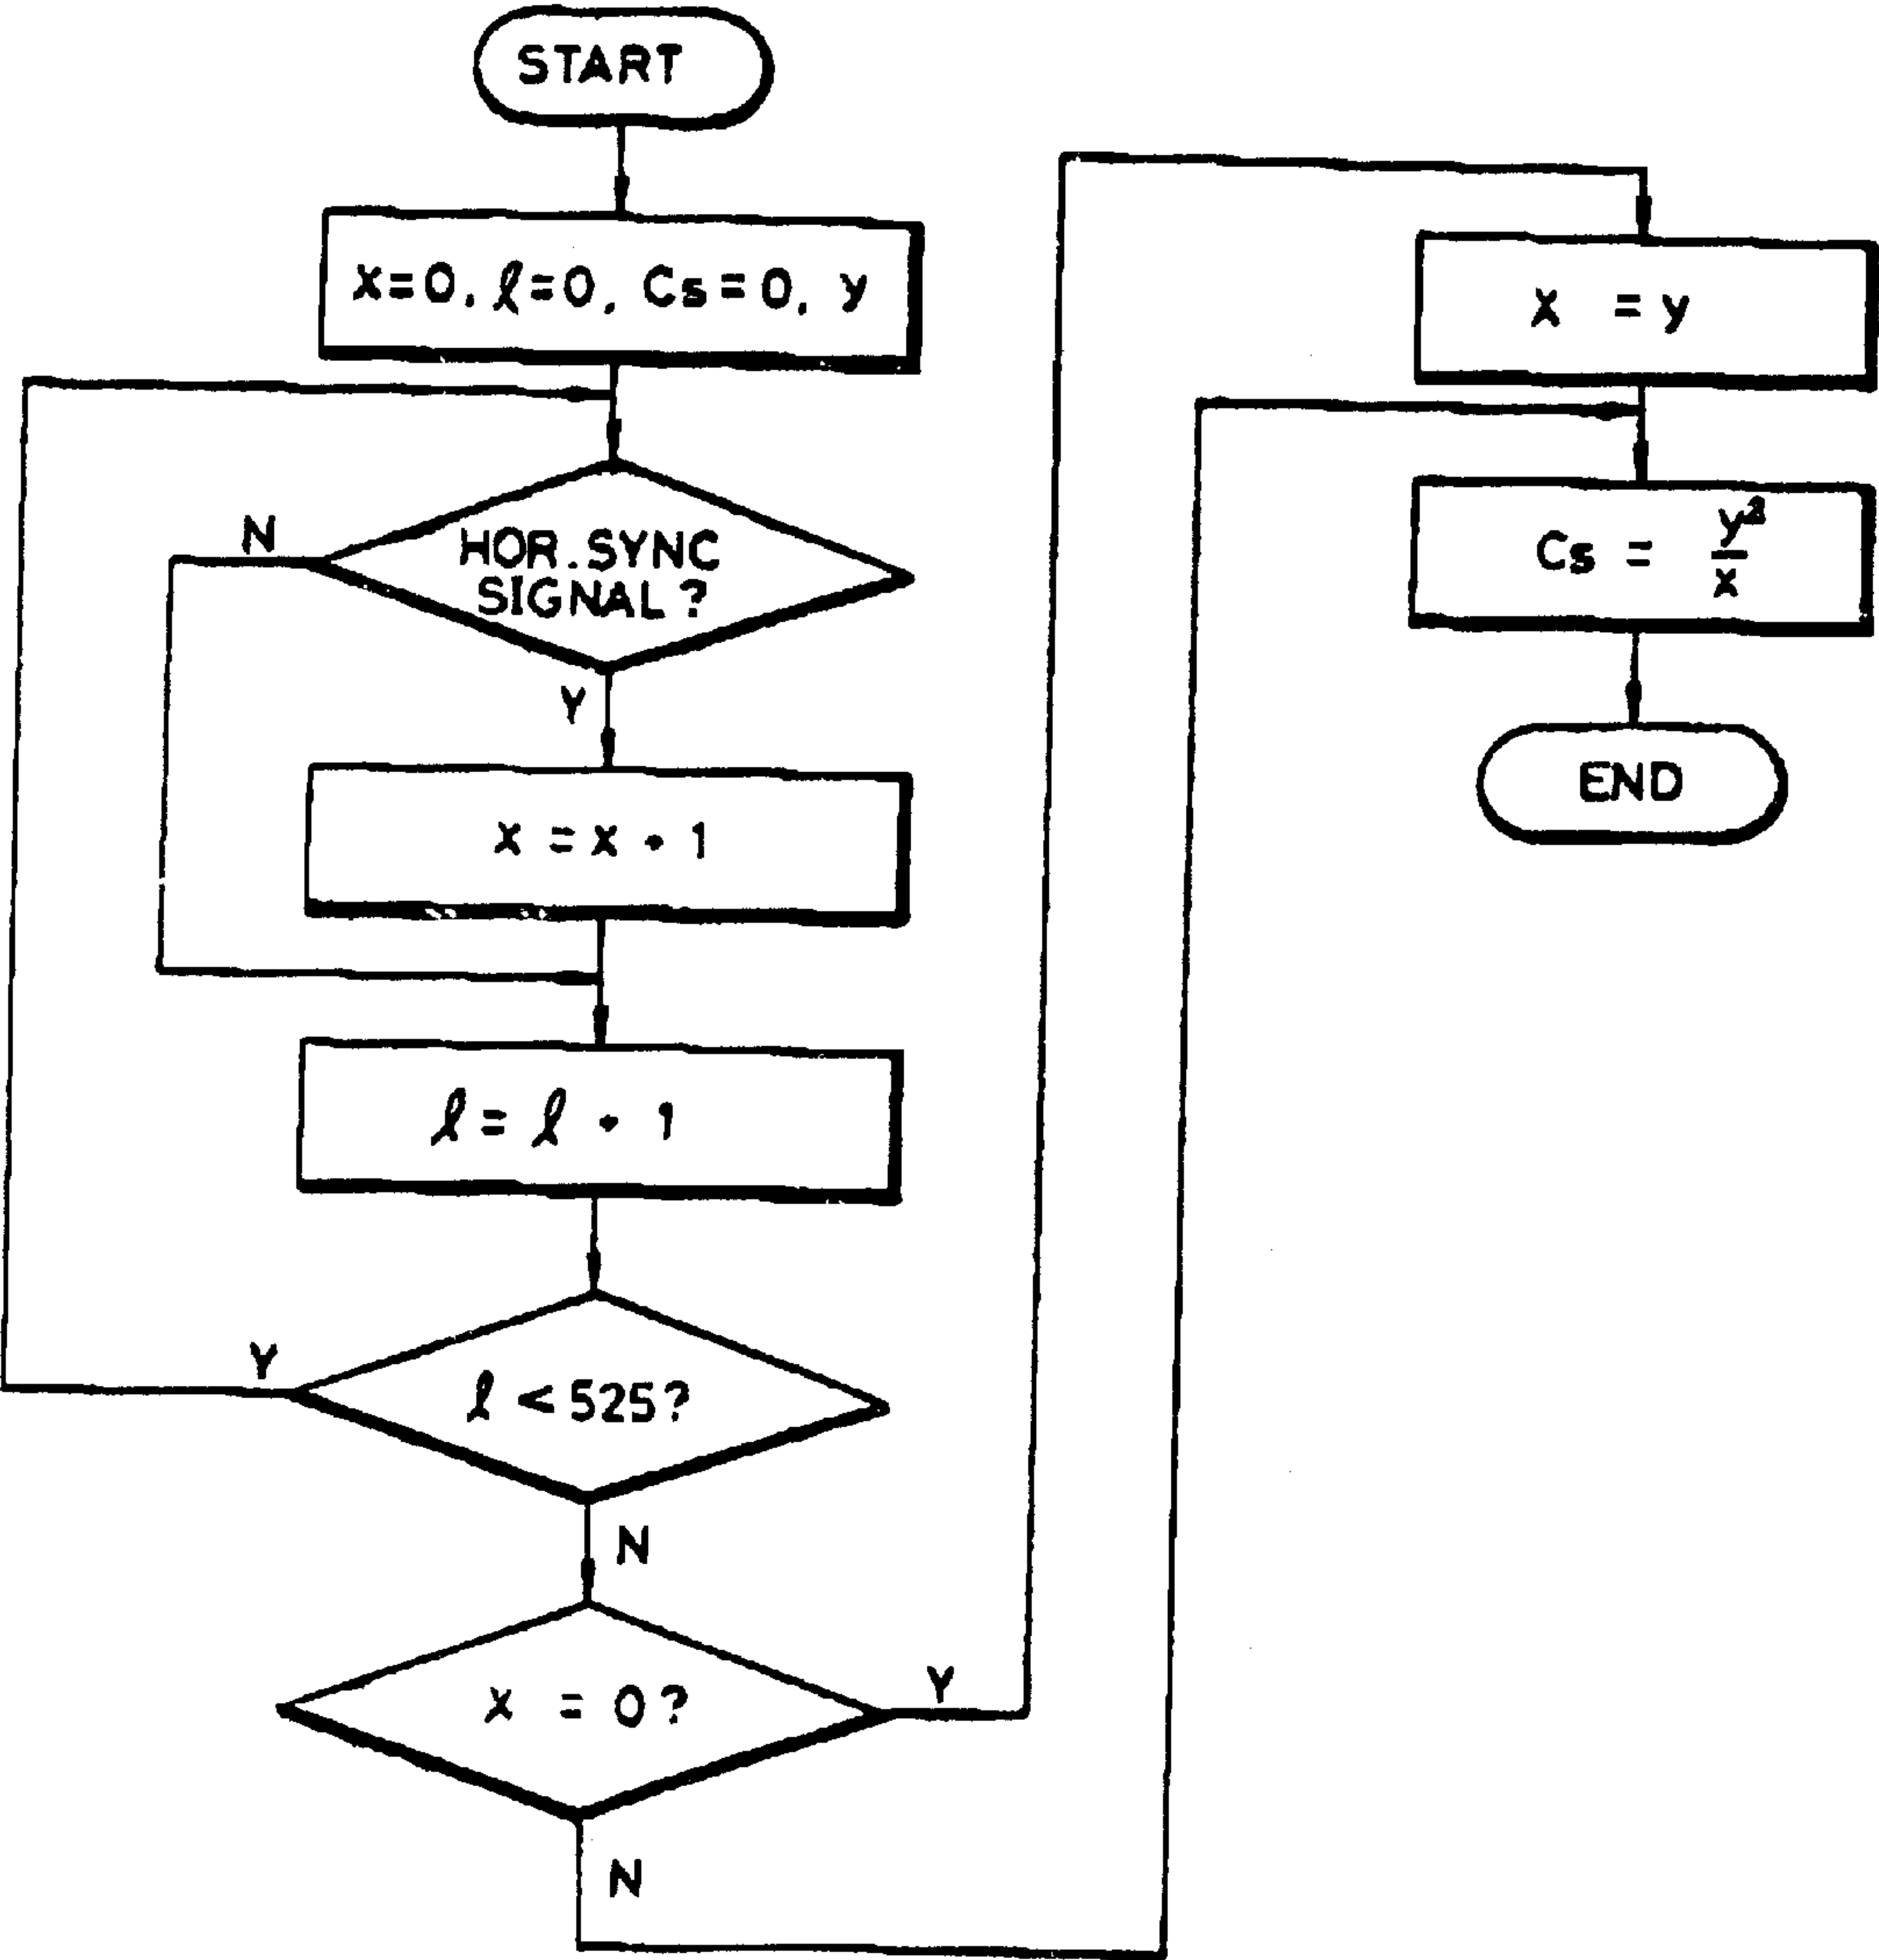 START
x=0, ℓ=0, Cs=0, y
HOR.SYNC
SIGNAL?
N
Y
x = x + 1
ℓ = ℓ + 1
ℓ < 525?
Y
N
x = 0?
Y
N
x = y
Cs = y²/x
END